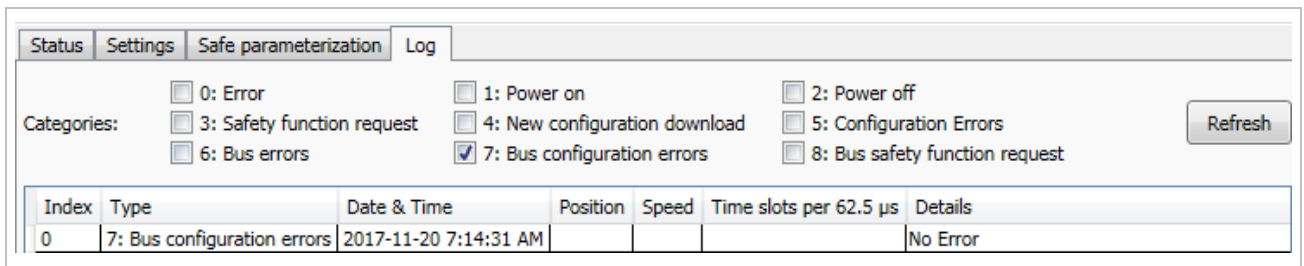 Status Settings Safe parameterization Log
0: Error 1: Power on 2: Power off
Categories: 3: Safety function request 4: New configuration download 5: Configuration Errors Refresh
6: Bus errors 7: Bus configuration errors 8: Bus safety function request
Index Type Date & Time Position Speed Time slots per 62.5 µs Details
0 7: Bus configuration errors 2017-11-20 7:14:31 AM No Error